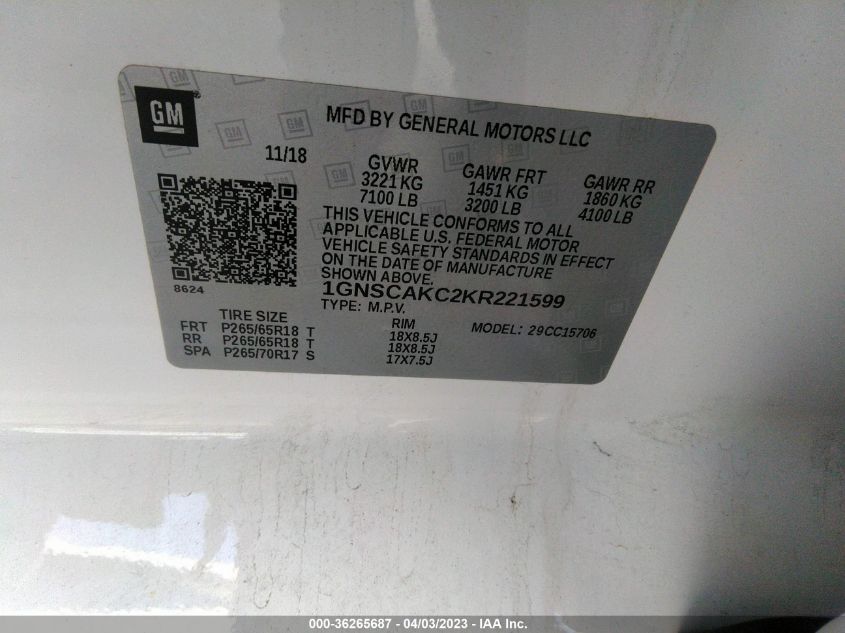 GM
MFD BY GENERAL MOTORS LLC
11/18
GVWR GAWR FRT GAWR RR
3221 KG 1451 KG 1860 KG
7100 LB 3200 LB 4100 LB
THIS VEHICLE CONFORMS TO ALL
APPLICABLE U.S. FEDERAL MOTOR
VEHICLE SAFETY STANDARDS IN EFFECT
ON THE DATE OF MANUFACTURE
SHOWN ABOVE.
8624
1GNSCAKC2KR221599
TYPE: M.P.V. MODEL: 29CC15706
TIRE SIZE RIM
FRT P265/65R18 T 18X8.5J
RR P265/65R18 T 18X8.5J
SPA P265/70R17 S 17X7.5J
000-36265687 - 04/03/2023 - IAA Inc.